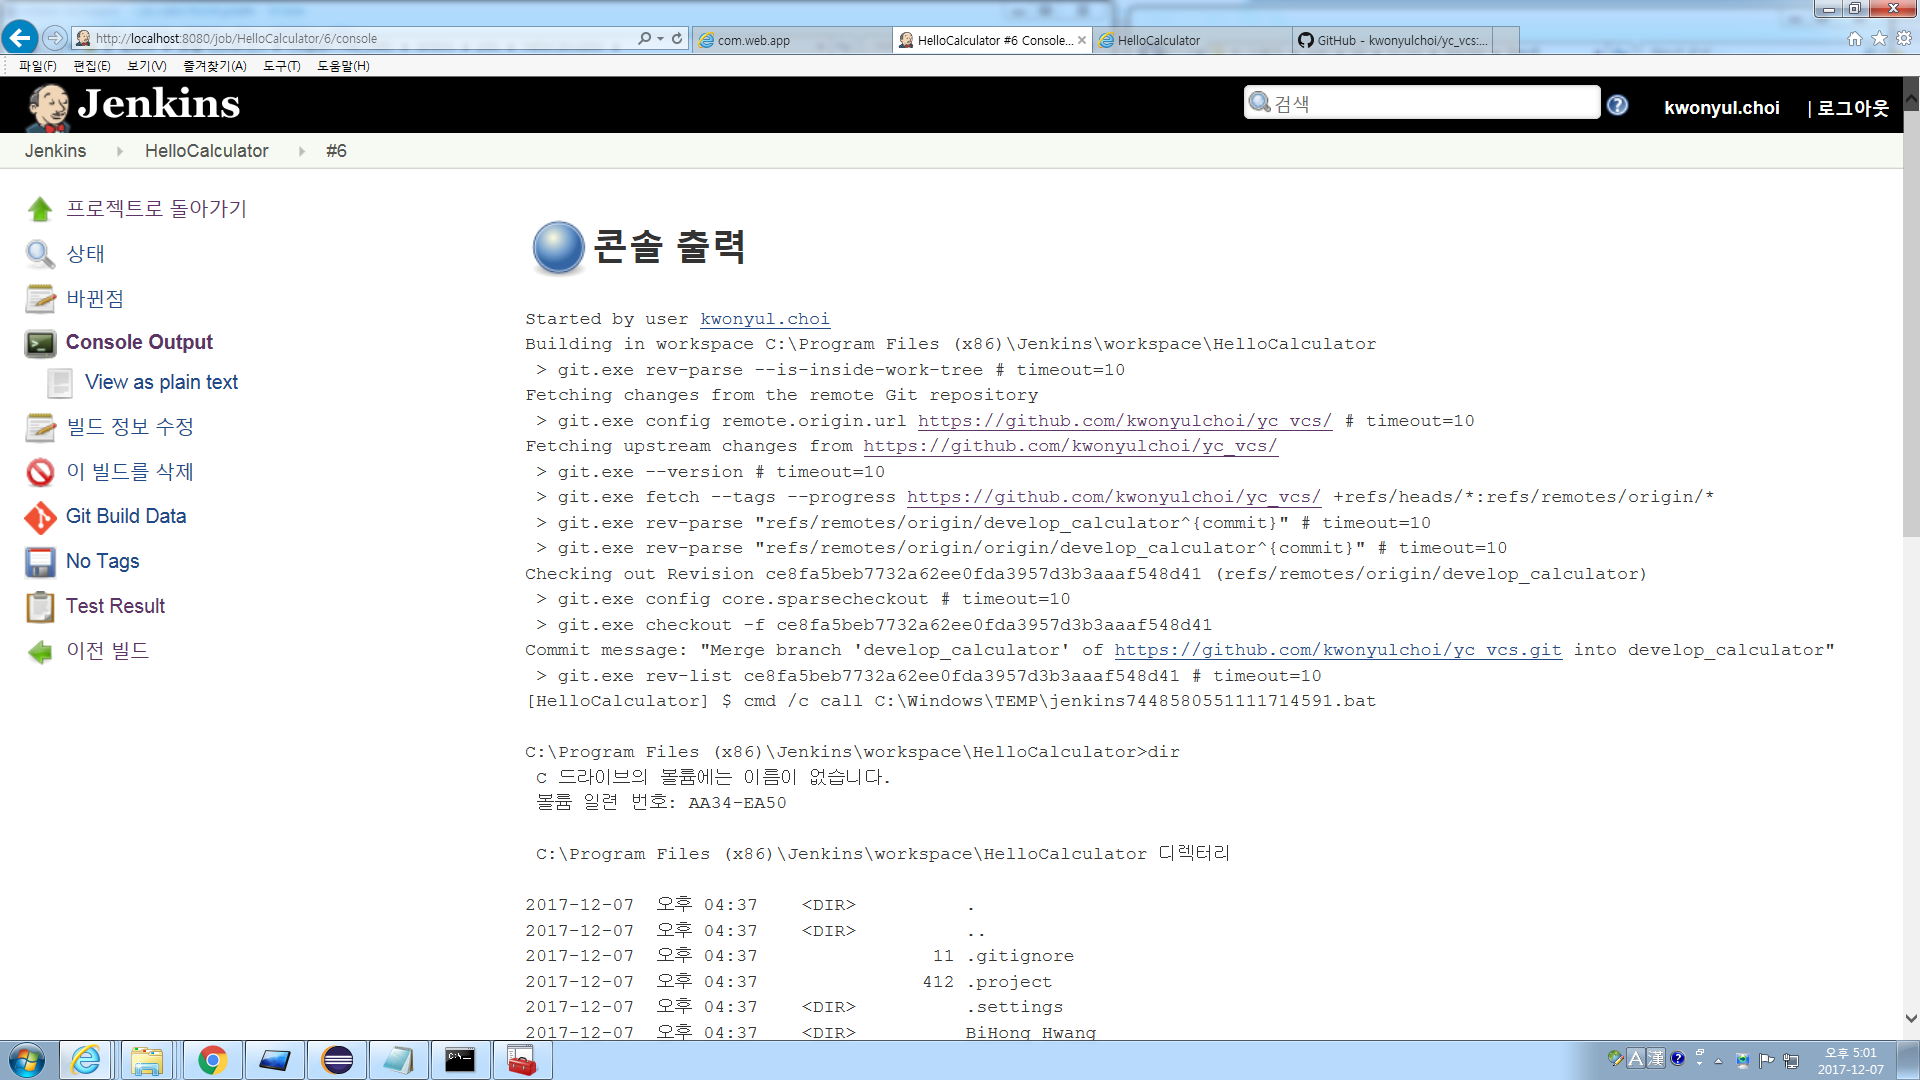 http://localhost:8080/job/HelloCalculator/6/console
com.web.app
HelloCalculator #6 Console...
HelloCalculator
GitHub - kwonyulchoi/yc_vcs:...
파일(F) 편집(E) 보기(V) 즐겨찾기(A) 도구(T) 도움말(H)
Jenkins
검색
kwonyul.choi | 로그아웃
Jenkins HelloCalculator #6
프로젝트로 돌아가기
상태
바뀐점
Console Output
View as plain text
빌드 정보 수정
이 빌드를 삭제
Git Build Data
No Tags
Test Result
이전 빌드
콘솔 출력
Started by user kwonyul.choi
Building in workspace C:\Program Files (x86)\Jenkins\workspace\HelloCalculator
> git.exe rev-parse --is-inside-work-tree # timeout=10
Fetching changes from the remote Git repository
> git.exe config remote.origin.url https://github.com/kwonyulchoi/yc_vcs/ # timeout=10
Fetching upstream changes from https://github.com/kwonyulchoi/yc_vcs/
> git.exe --version # timeout=10
> git.exe fetch --tags --progress https://github.com/kwonyulchoi/yc_vcs/ +refs/heads/*:refs/remotes/origin/*
> git.exe rev-parse "refs/remotes/origin/develop_calculator^{commit}" # timeout=10
> git.exe rev-parse "refs/remotes/origin/origin/develop_calculator^{commit}" # timeout=10
Checking out Revision ce8fa5beb7732a62ee0fda3957d3b3aaaf548d41 (refs/remotes/origin/develop_calculator)
> git.exe config core.sparsecheckout # timeout=10
> git.exe checkout -f ce8fa5beb7732a62ee0fda3957d3b3aaaf548d41
Commit message: "Merge branch 'develop_calculator' of https://github.com/kwonyulchoi/yc_vcs.git into develop_calculator"
> git.exe rev-list ce8fa5beb7732a62ee0fda3957d3b3aaaf548d41 # timeout=10
[HelloCalculator] $ cmd /c call C:\Windows\TEMP\jenkins7448580551111714591.bat
C:\Program Files (x86)\Jenkins\workspace\HelloCalculator>dir
C 드라이브의 볼륨에는 이름이 없습니다.
볼륨 일련 번호: AA34-EA50
C:\Program Files (x86)\Jenkins\workspace\HelloCalculator 디렉터리
2017-12-07 오후 04:37 <DIR> .
2017-12-07 오후 04:37 <DIR> ..
2017-12-07 오후 04:37 11 .gitignore
2017-12-07 오후 04:37 412 .project
2017-12-07 오후 04:37 <DIR> .settings
2017-12-07 오후 04:37 <DIR> BiHong Hwang
A 漢
오후 5:01
2017-12-07